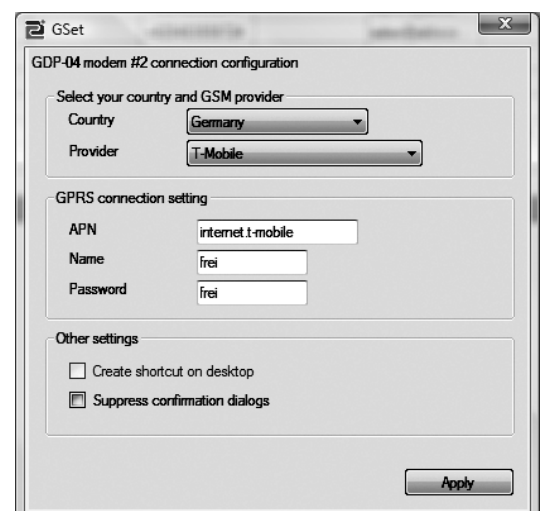 GSet
GDP-04 modem #2 connection configuration
Select your country and GSM provider
Country Germany
Provider T-Mobile
GPRS connection setting
APN internet.t-mobile
Name frei
Password frei
Other settings
Create shortcut on desktop
Suppress confirmation dialogs
Apply